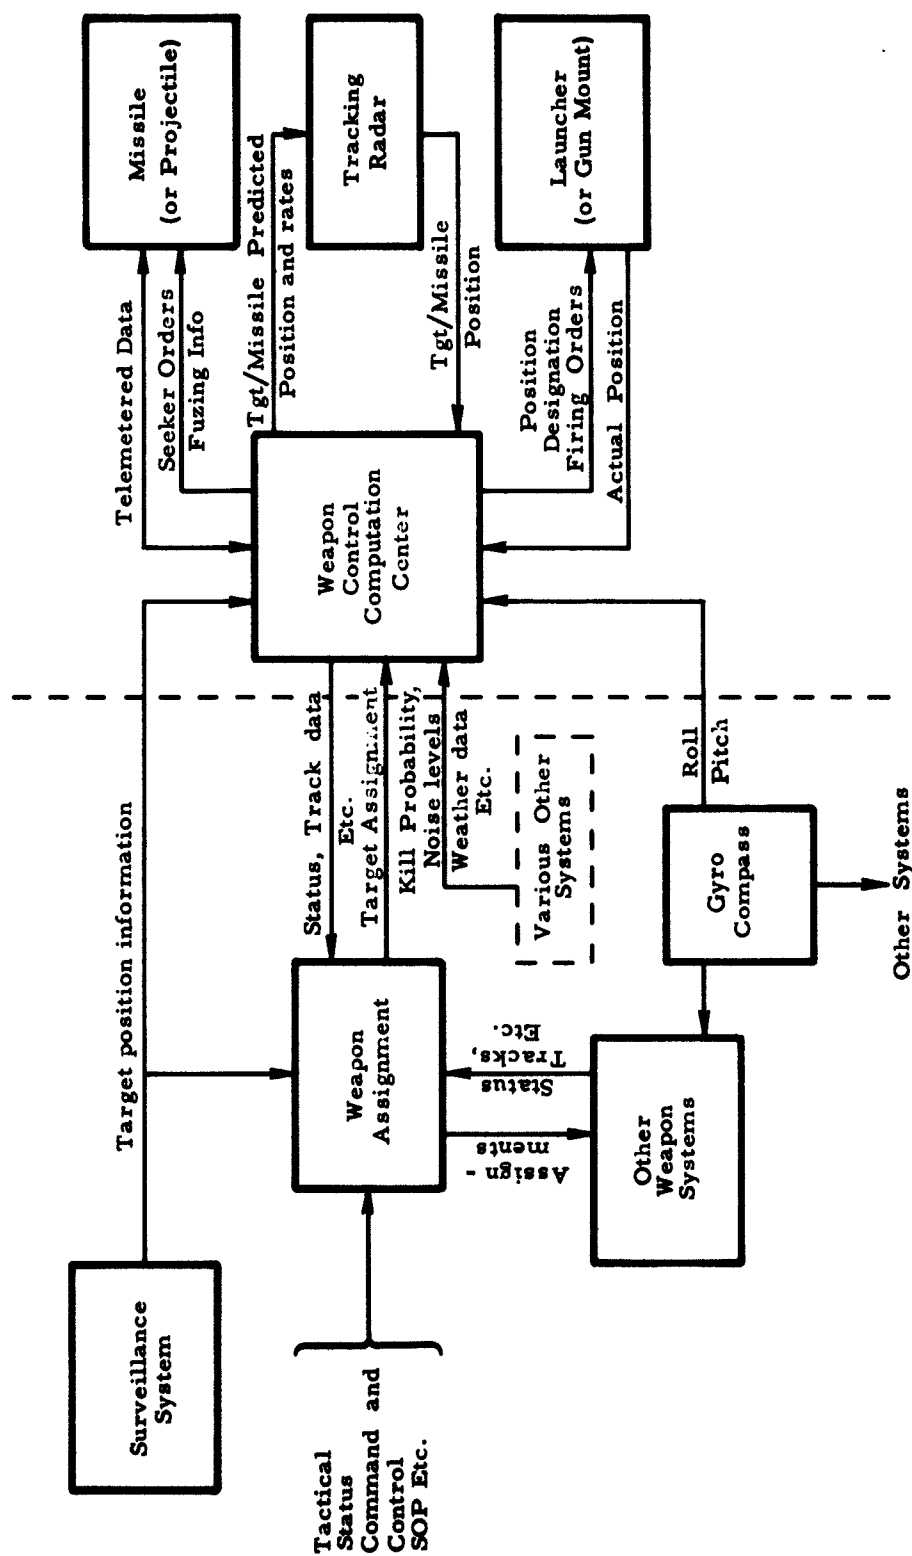 Surveillance
System
Target position information
Tactical
Status
Command and
Control
SOP Etc.
Weapon
Assignment
Assign -
ments
Status
Tracks,
Etc.
Other
Weapon
Systems
Status, Track data
Etc.
Target Assignment
Kill Probability,
Noise levels
Weather data
Etc.
Various Other
Systems
Gyro
Compass
Roll
Pitch
Other Systems
Weapon
Control
Computation
Center
Telemetered Data
Seeker Orders
Fuzing Info
Tgt/Missile Predicted
Position and rates
Tgt/Missile
Position
Position
Designation
Firing Orders
Actual Position
Missile
(or Projectile)
Tracking
Radar
Launcher
(or Gun Mount)